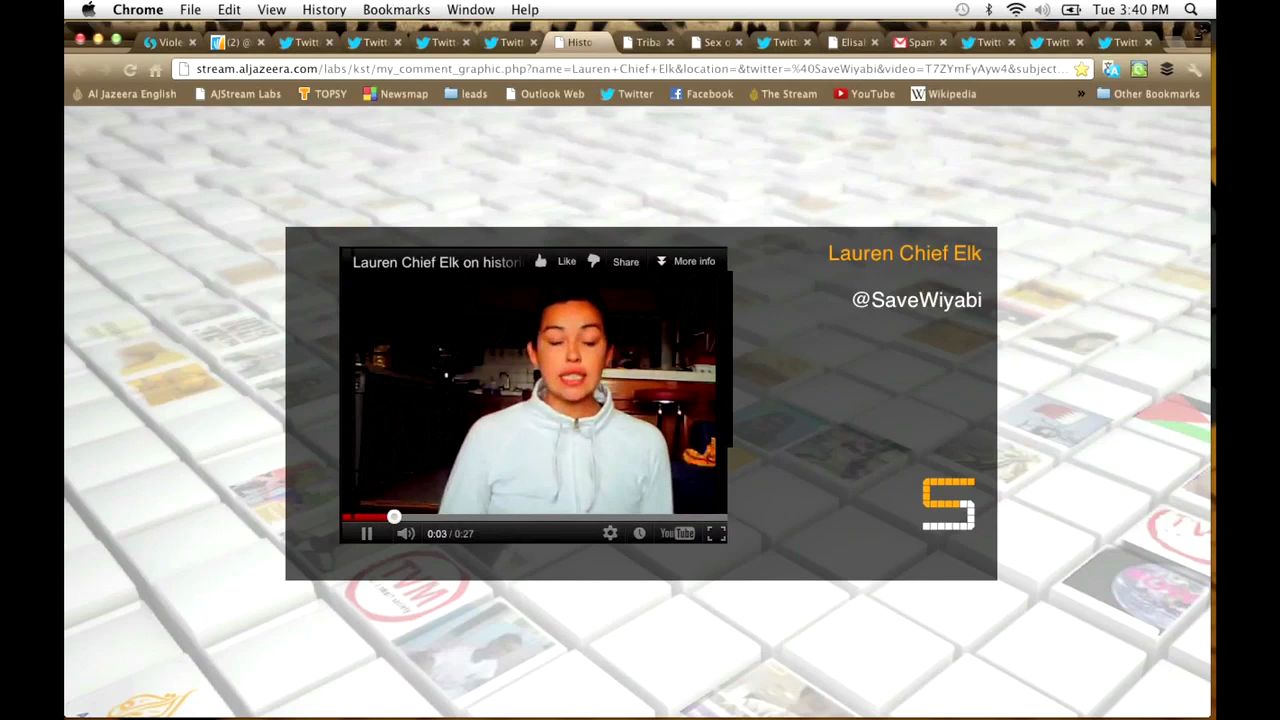 Chrome File Edit View History Bookmarks Window Help Tue 3:40 PM
Viole (2) @ Twitt Twitt Twitt Twitt Histo Triba Sex o Twitt Elisal Spam Twitt Twitt Twitt
stream.aljazeera.com/labs/kst/my_comment_graphic.php?name=Lauren+Chief+Elk&location=&twitter=%40SaveWiyabi&video=T7ZYmFyAyw4&subject...
Al Jazeera English AJStream Labs TOPSY Newsmap leads Outlook Web Twitter Facebook The Stream YouTube Wikipedia » Other Bookmarks
Lauren Chief Elk
Lauren Chief Elk on histori Like Share More info
@SaveWiyabi
0:03 / 0:27 YouTube
TVM